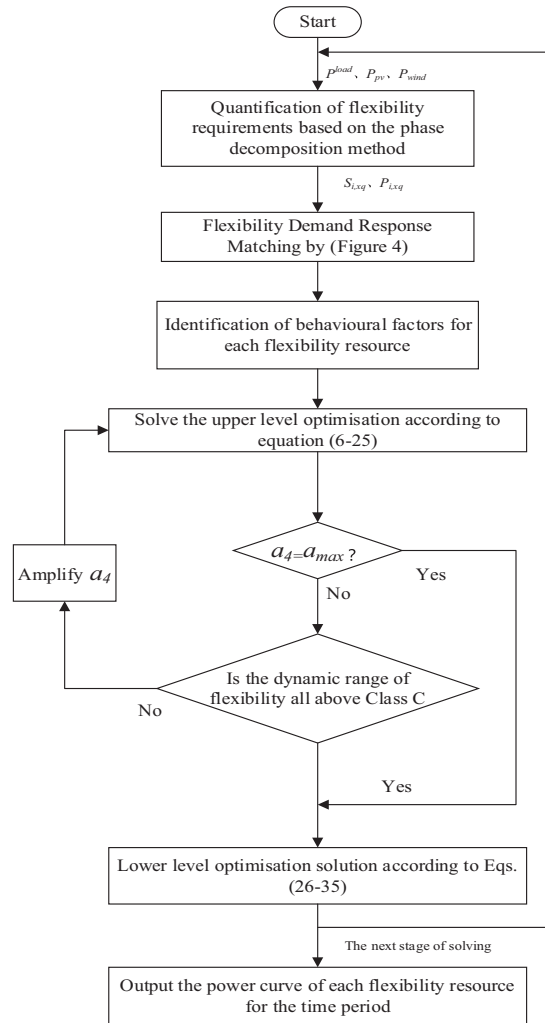 Start
P^load、P_pv、P_wind
Quantification of flexibility
requirements based on the phase
decomposition method
S_i,xq、P_i,xq
Flexibility Demand Response
Matching by (Figure 4)
Identification of behavioural factors for
each flexibility resource
Solve the upper level optimisation according to
equation (6-25)
a_4=a_max?
Yes
Amplify a_4
No
Is the dynamic range of
flexibility all above Class C
No
Yes
Lower level optimisation solution according to Eqs.
(26-35)
The next stage of solving
Output the power curve of each flexibility resource
for the time period